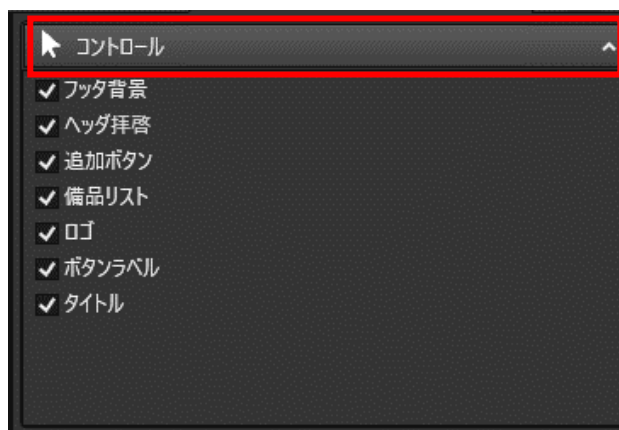 コントロール
フッタ背景
ヘッダ拝啓
追加ボタン
備品リスト
ロゴ
ボタンラベル
タイトル